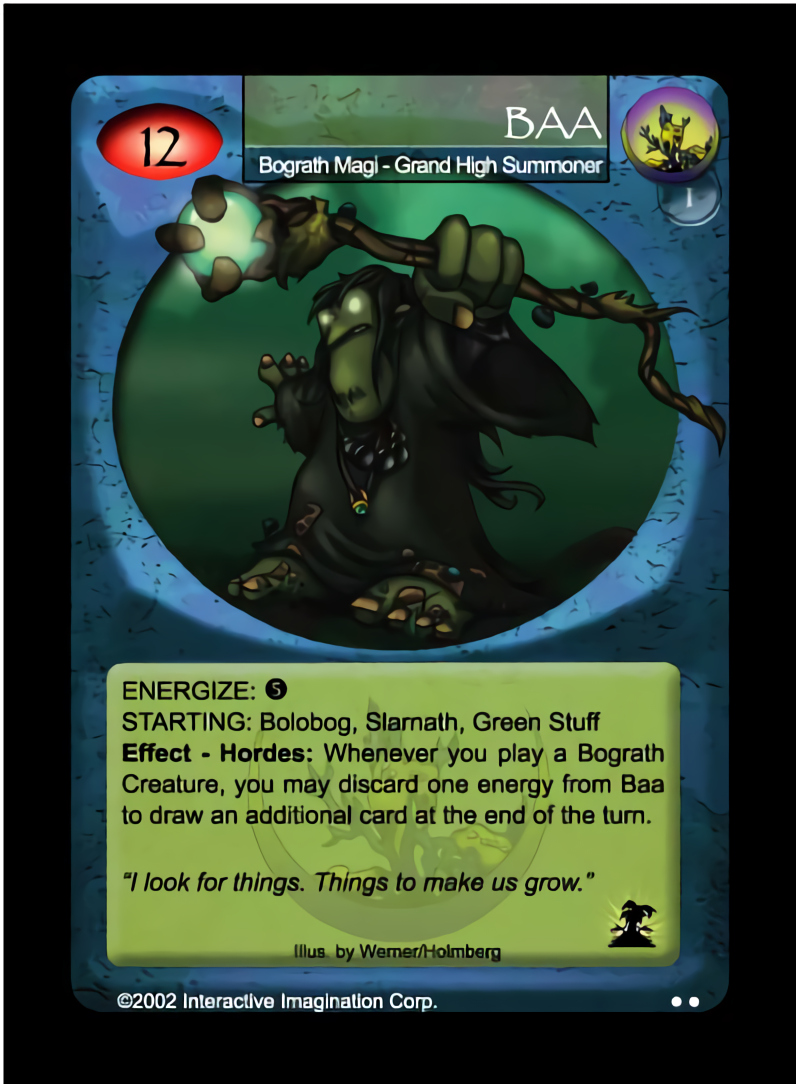 12
BAA
Bograth Magi - Grand High Summoner
I
ENERGIZE: 5
STARTING: Bolobog, Slarnath, Green Stuff
Effect - Hordes: Whenever you play a Bograth
Creature, you may discard one energy from Baa
to draw an additional card at the end of the turn.
"I look for things. Things to make us grow."
Illus. by Werner/Holmberg
©2002 Interactive Imagination Corp.